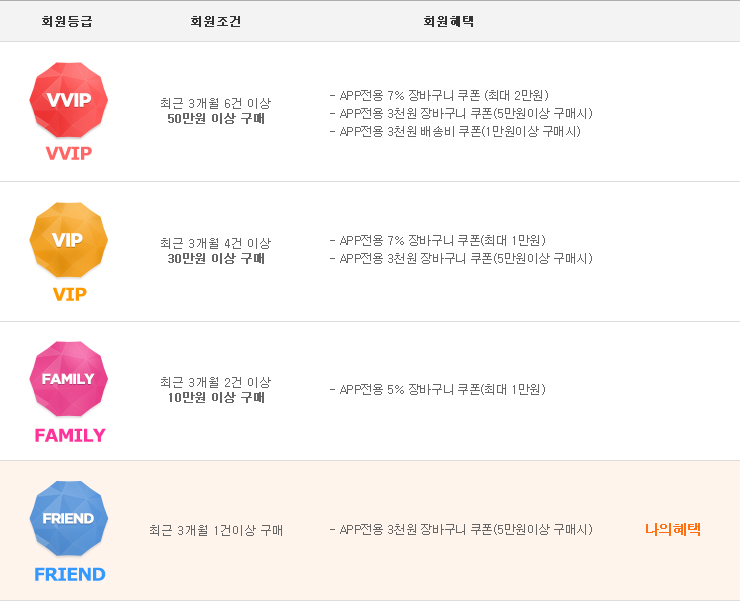 회원등급 회원조건 회원혜택
VVIP
VVIP
최근 3개월 6건 이상
50만원 이상 구매
- APP전용 7% 장바구니 쿠폰 (최대 2만원)
- APP전용 3천원 장바구니 쿠폰(5만원이상 구매시)
- APP전용 3천원 배송비 쿠폰(1만원이상 구매시)
VIP
VIP
최근 3개월 4건 이상
30만원 이상 구매
- APP전용 7% 장바구니 쿠폰(최대 1만원)
- APP전용 3천원 장바구니 쿠폰(5만원이상 구매시)
FAMILY
FAMILY
최근 3개월 2건 이상
10만원 이상 구매
- APP전용 5% 장바구니 쿠폰(최대 1만원)
FRIEND
FRIEND
최근 3개월 1건이상 구매
- APP전용 3천원 장바구니 쿠폰(5만원이상 구매시)
나의혜택